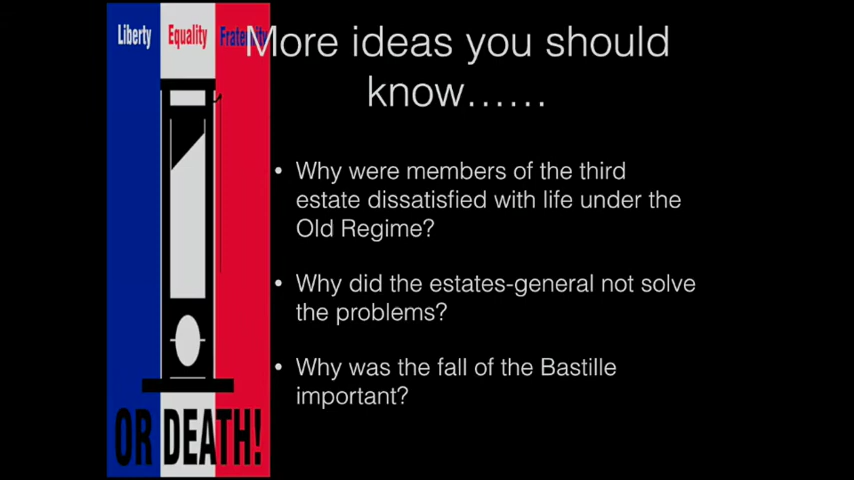 Liberty Equality Fraternity
More ideas you should
know......
• Why were members of the third
estate dissatisfied with life under the
Old Regime?
• Why did the estates-general not solve
the problems?
• Why was the fall of the Bastille
important?
OR DEATH!